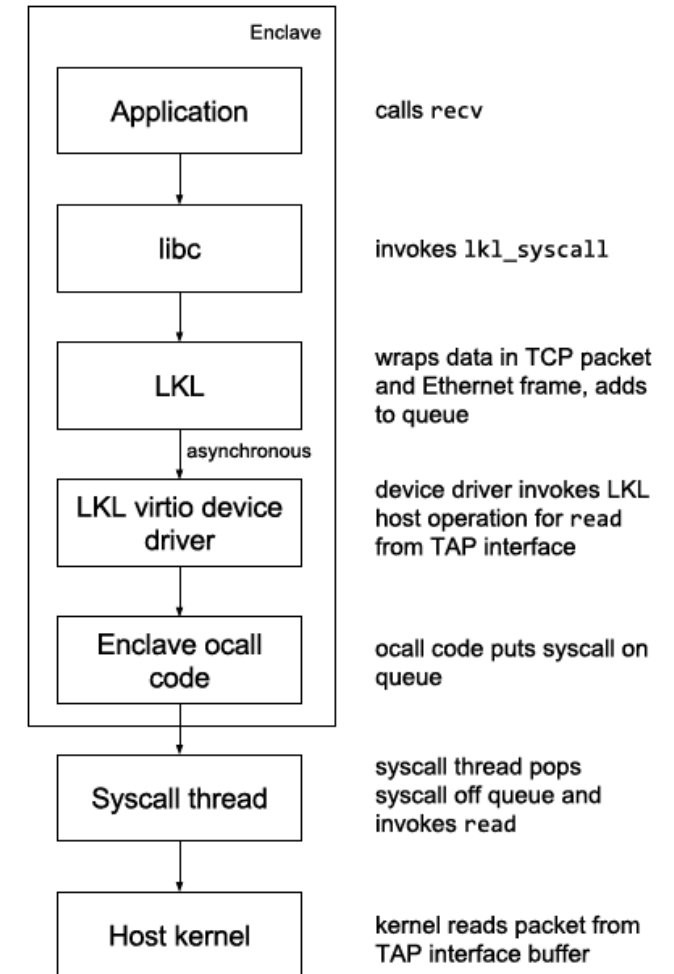 Enclave
Application
calls recv
libc
invokes lkl_syscall
LKL
wraps data in TCP packet
and Ethernet frame, adds
to queue
asynchronous
LKL virtio device
driver
device driver invokes LKL
host operation for read
from TAP interface
Enclave ocall
code
ocall code puts syscall on
queue
Syscall thread
syscall thread pops
syscall off queue and
invokes read
Host kernel
kernel reads packet from
TAP interface buffer